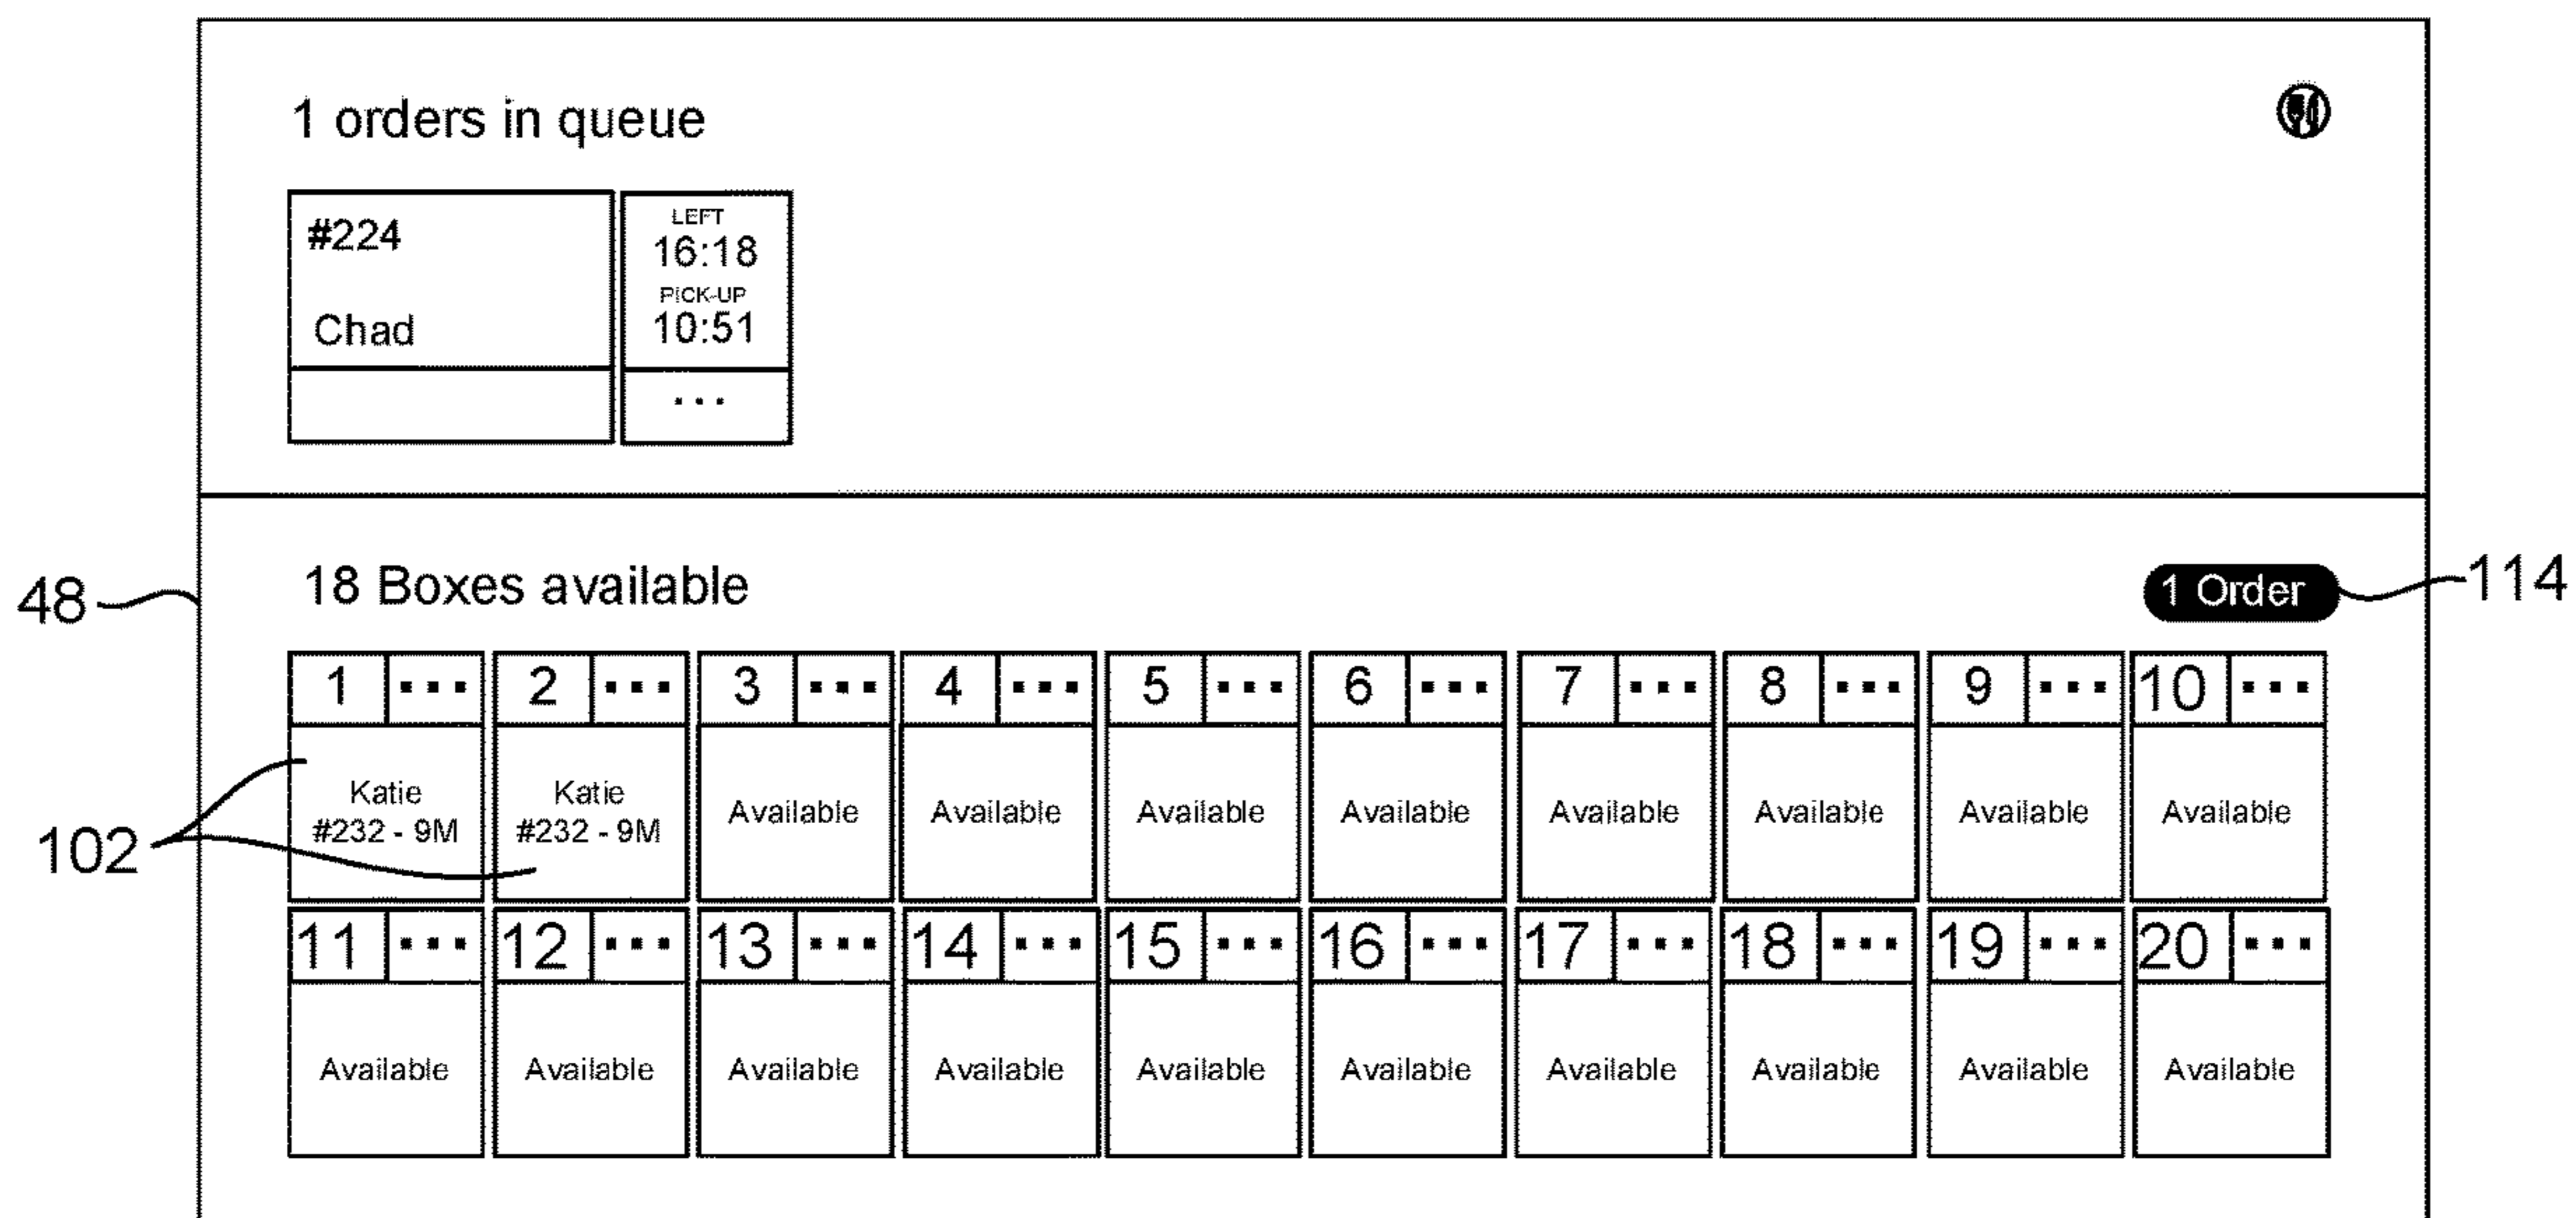 1 orders in queue
#224
Chad
LEFT
16:18
PICK-UP
10:51
...
48
18 Boxes available
1 Order
114
1 ... 2 ... 3 ... 4 ... 5 ... 6 ... 7 ... 8 ... 9 ... 10 ...
Katie Katie
#232 - 9M #232 - 9M Available Available Available Available Available Available Available Available
102
11 ... 12 ... 13 ... 14 ... 15 ... 16 ... 17 ... 18 ... 19 ... 20 ...
Available Available Available Available Available Available Available Available Available Available